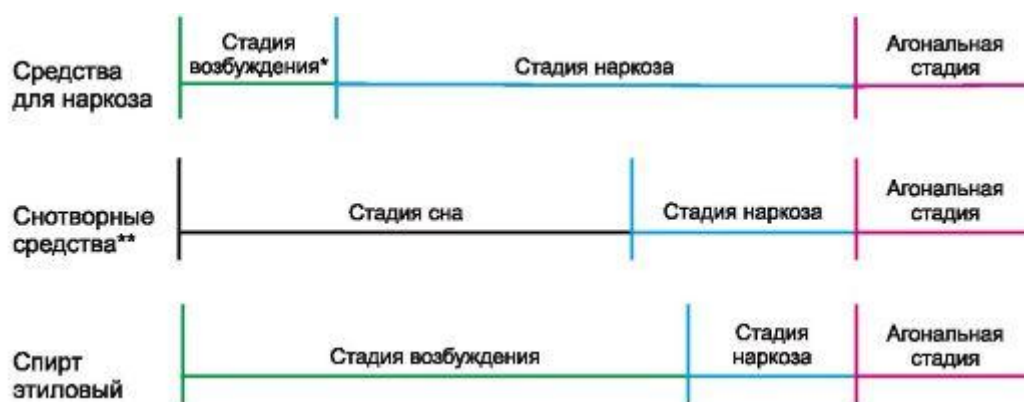 Средства
для наркоза
Стадия
возбуждения*
Стадия наркоза
Агональная
стадия
Снотворные
средства**
Стадия сна
Стадия наркоза
Агональная
стадия
Спирт
этиловый
Стадия возбуждения
Стадия
наркоза
Агональная
стадия